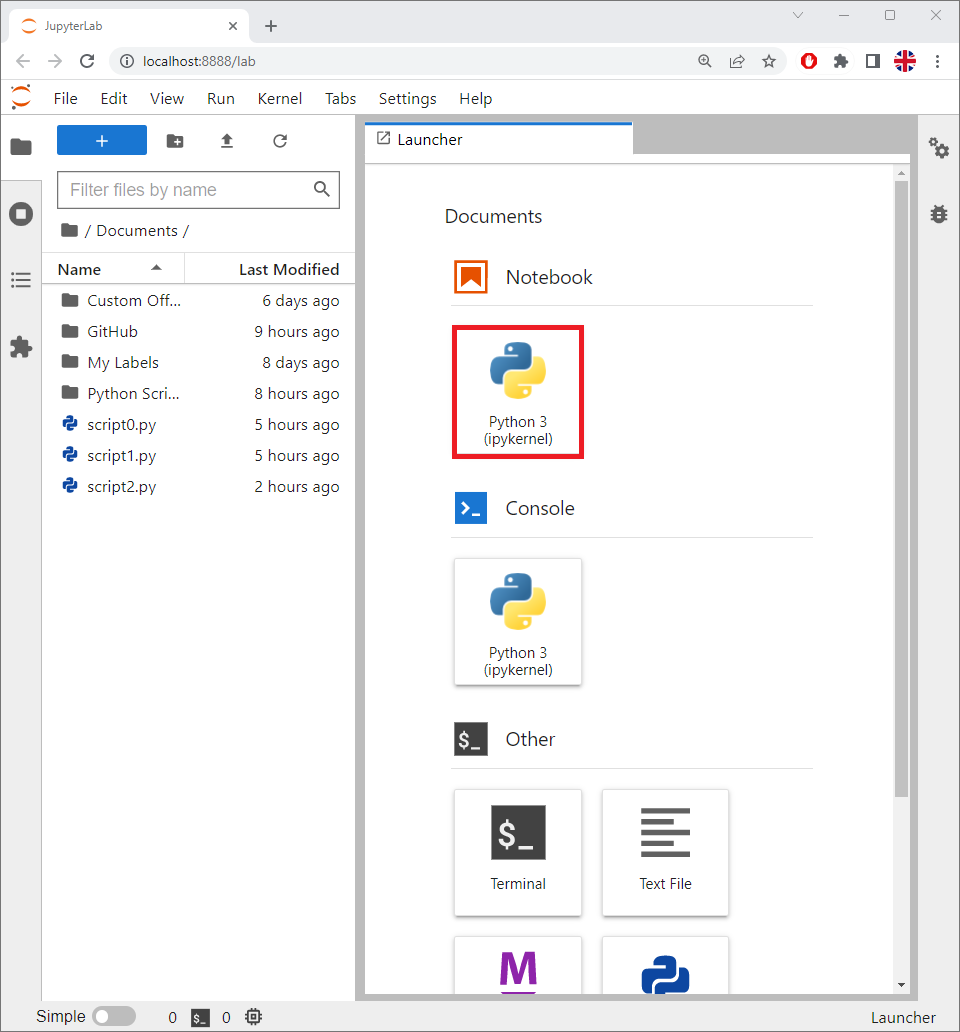 JupyterLab
localhost:8888/lab
File Edit View Run Kernel Tabs Settings Help
Launcher
Filter files by name
/ Documents /
Name Last Modified
Custom Off... 6 days ago
GitHub 9 hours ago
My Labels 8 days ago
Python Scri... 8 hours ago
script0.py 5 hours ago
script1.py 5 hours ago
script2.py 2 hours ago
Documents
Notebook
Python 3
(ipykernel)
Console
Python 3
(ipykernel)
$_ Other
$_
Terminal
Text File
M
Simple 0 $_ 0 Launcher